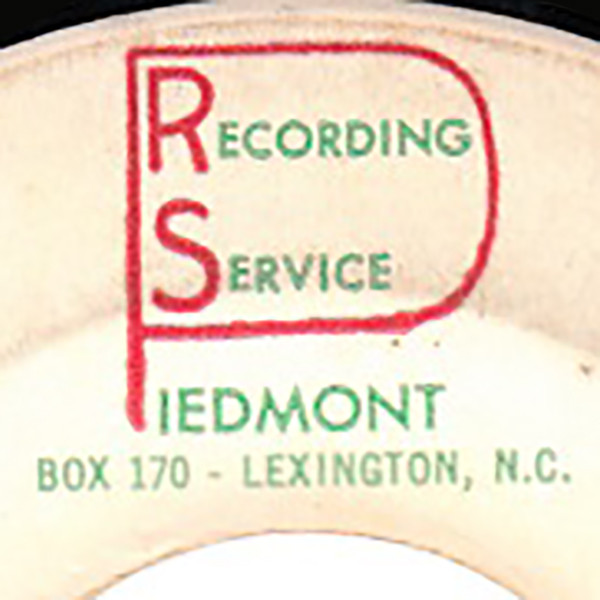 RECORDING
SERVICE
PIEDMONT
BOX 170 - LEXINGTON, N.C.